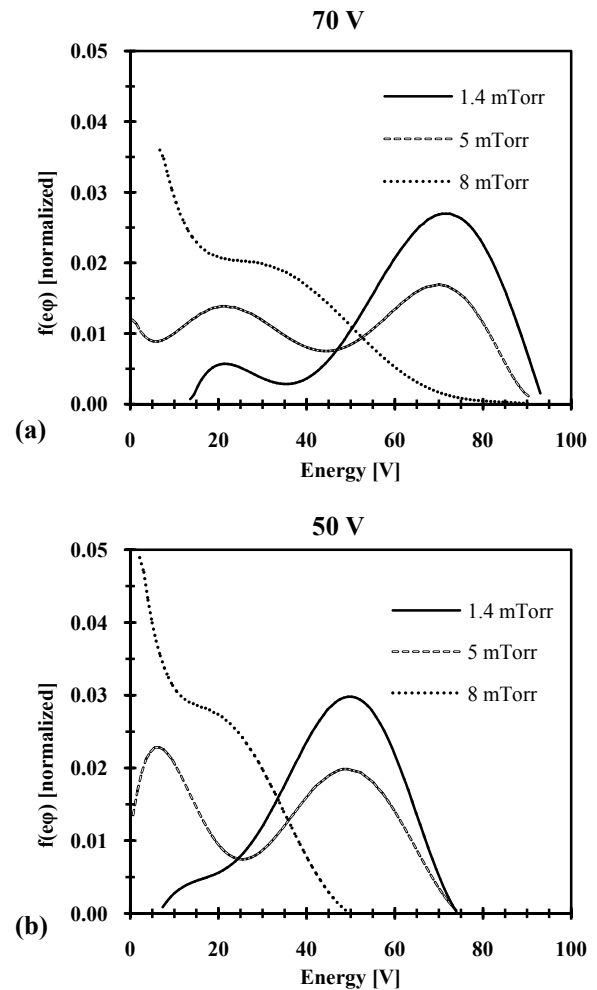 70 V
0.05
0.04
0.03
0.02
0.01
0.00
f(eφ) [normalized]
1.4 mTorr
5 mTorr
8 mTorr
0 20 40 60 80 100
Energy [V]
(a)
50 V
0.05
0.04
0.03
0.02
0.01
0.00
f(eφ) [normalized]
1.4 mTorr
5 mTorr
8 mTorr
0 20 40 60 80 100
Energy [V]
(b)